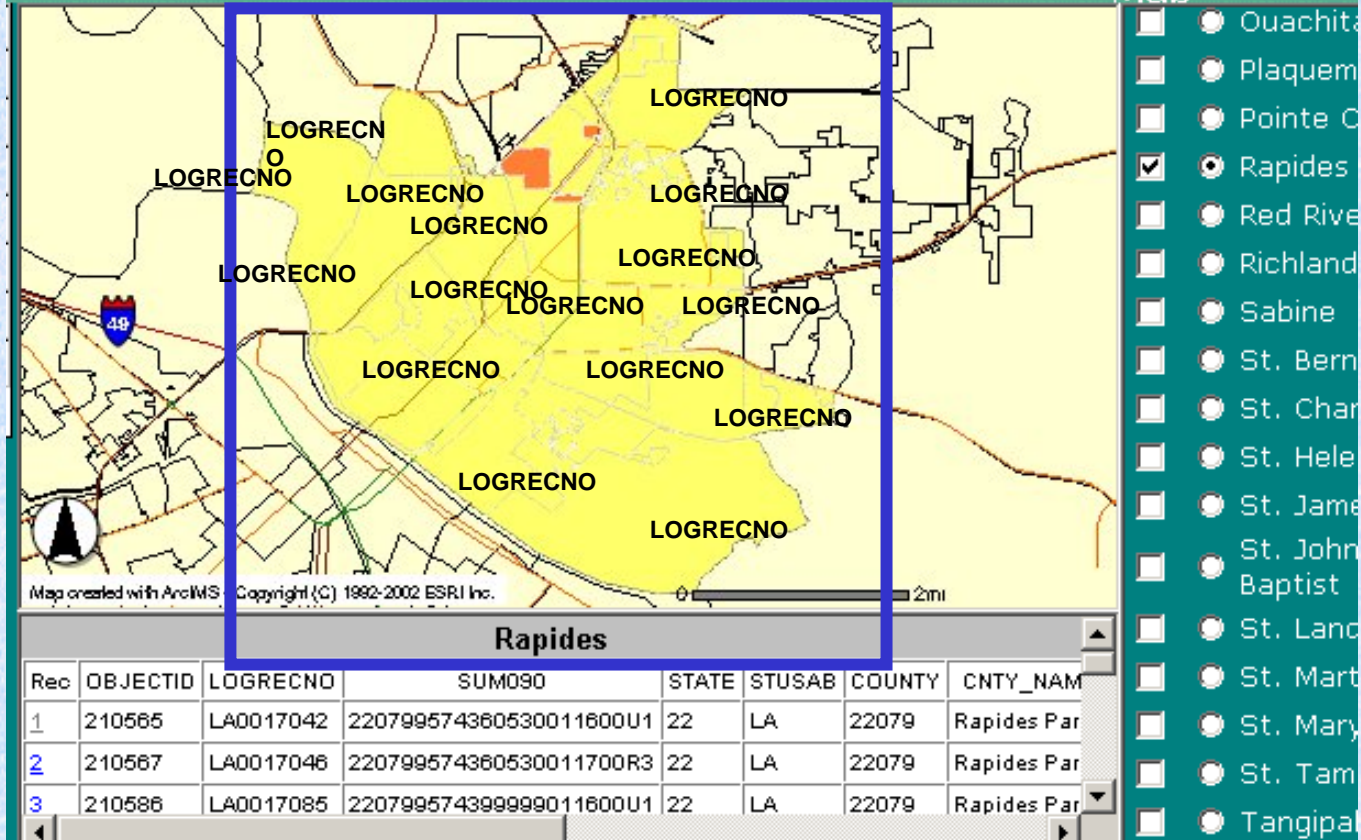 LOGRECNO
LOGRECN
O
LOGRECNO
LOGRECNO
LOGRECNO
LOGRECNO
LOGRECNO
LOGRECNO
LOGRECNO
LOGRECNO
LOGRECNO
LOGRECNO
LOGRECNO
LOGRECNO
LOGRECNO
LOGRECNO
49
Map created with ArcIMS - Copyright (C) 1992-2002 ESRI Inc.
0 2mi
Rapides
Rec OBJECTID LOGRECNO SUM090 STATE STUSAB COUNTY CNTY_NAM
1 210565 LA0017042 220799574360530011600U1 22 LA 22079 Rapides Par
2 210567 LA0017046 220799574360530011700R3 22 LA 22079 Rapides Par
3 210586 LA0017085 220799574399999011600U1 22 LA 22079 Rapides Par
Ouachita
Plaquem
Pointe C
Rapides
Red Rive
Richland
Sabine
St. Bern
St. Char
St. Hele
St. Jame
St. John
Baptist
St. Land
St. Mart
St. Mary
St. Tam
Tangipal